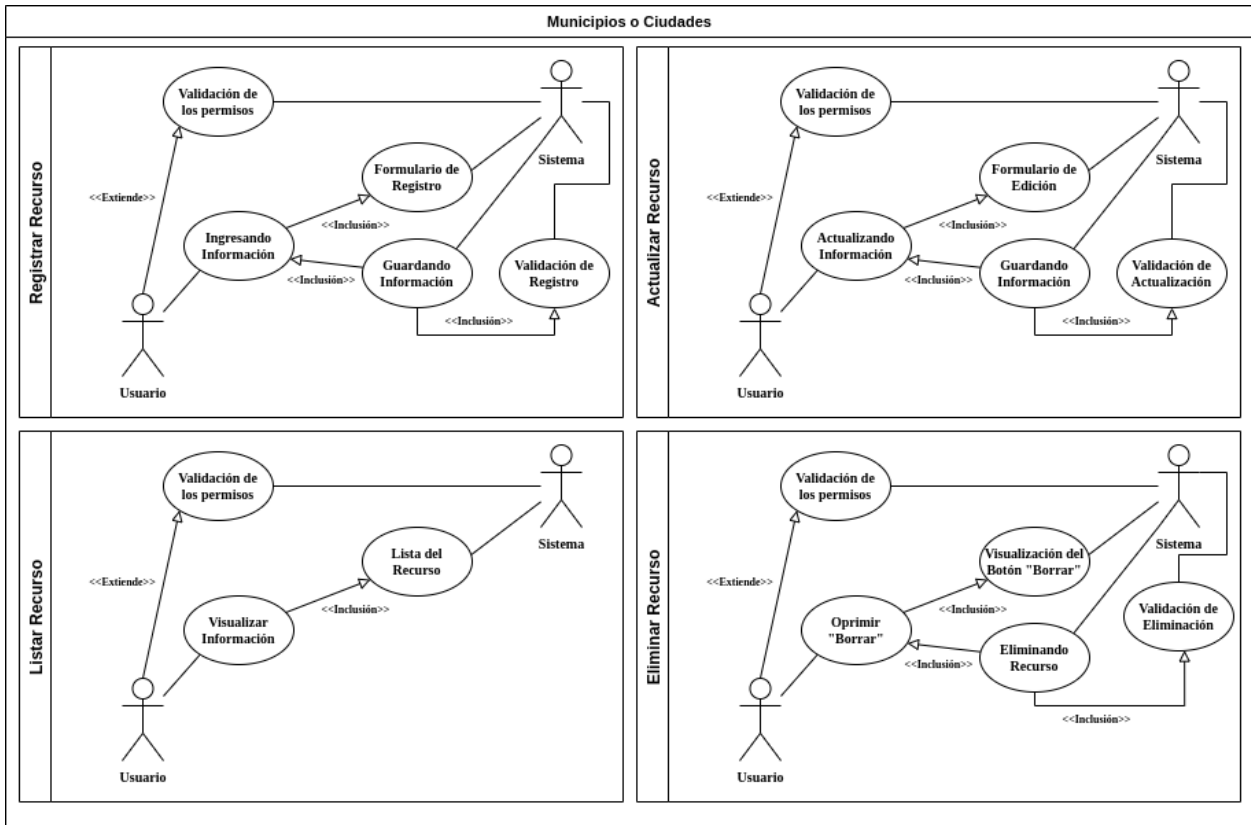 Municipios o Ciudades
Registrar Recurso
Validación de
los permisos
Sistema
Formulario de
Registro
<<Extiende>>
<<Inclusión>>
Ingresando
Información
Guardando
Información
Validación de
Registro
<<Inclusión>>
<<Inclusión>>
Usuario
Actualizar Recurso
Validación de
los permisos
Sistema
Formulario de
Edición
<<Extiende>>
<<Inclusión>>
Actualizando
Información
Guardando
Información
Validación de
Actualización
<<Inclusión>>
<<Inclusión>>
Usuario
Listar Recurso
Validación de
los permisos
Sistema
Lista del
Recurso
<<Extiende>>
<<Inclusión>>
Visualizar
Información
Usuario
Eliminar Recurso
Validación de
los permisos
Sistema
Visualización del
Botón "Borrar"
<<Extiende>>
<<Inclusión>>
Validación de
Eliminación
Oprimir
"Borrar"
Eliminando
Recurso
<<Inclusión>>
<<Inclusión>>
Usuario